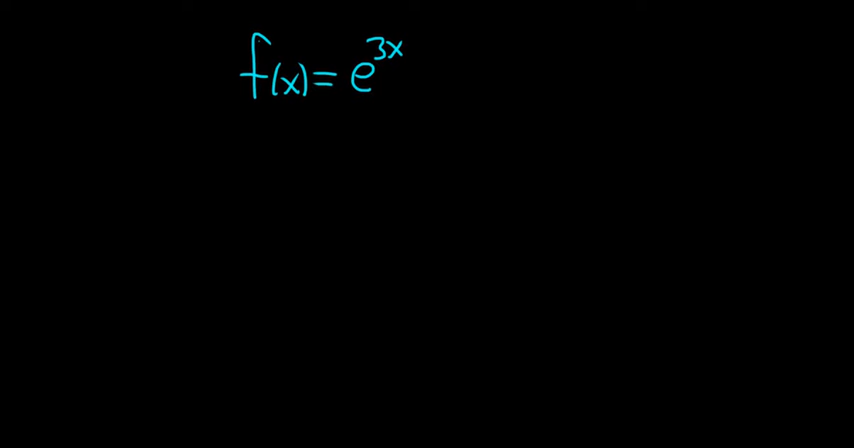 f(x) = e^{3x}